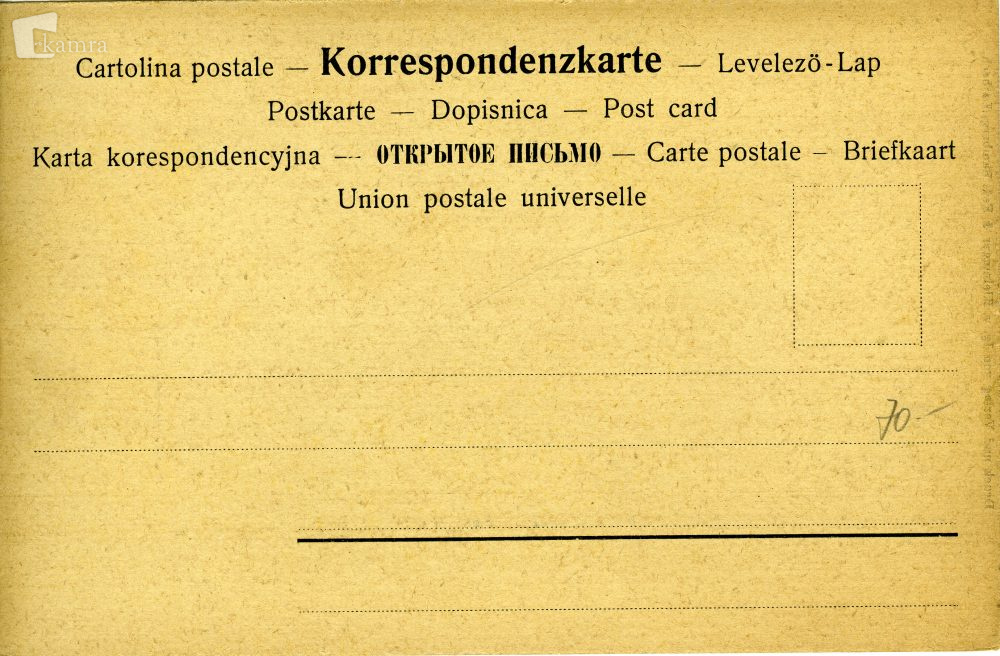 kamra
Cartolina postale — Korrespondenzkarte — Levelező-Lap
Postkarte — Dopisnica — Post card
Karta korespondencyjna — ОТКРЫТОЕ ПИСЬМО — Carte postale — Briefkaart
Union postale universelle
70.—